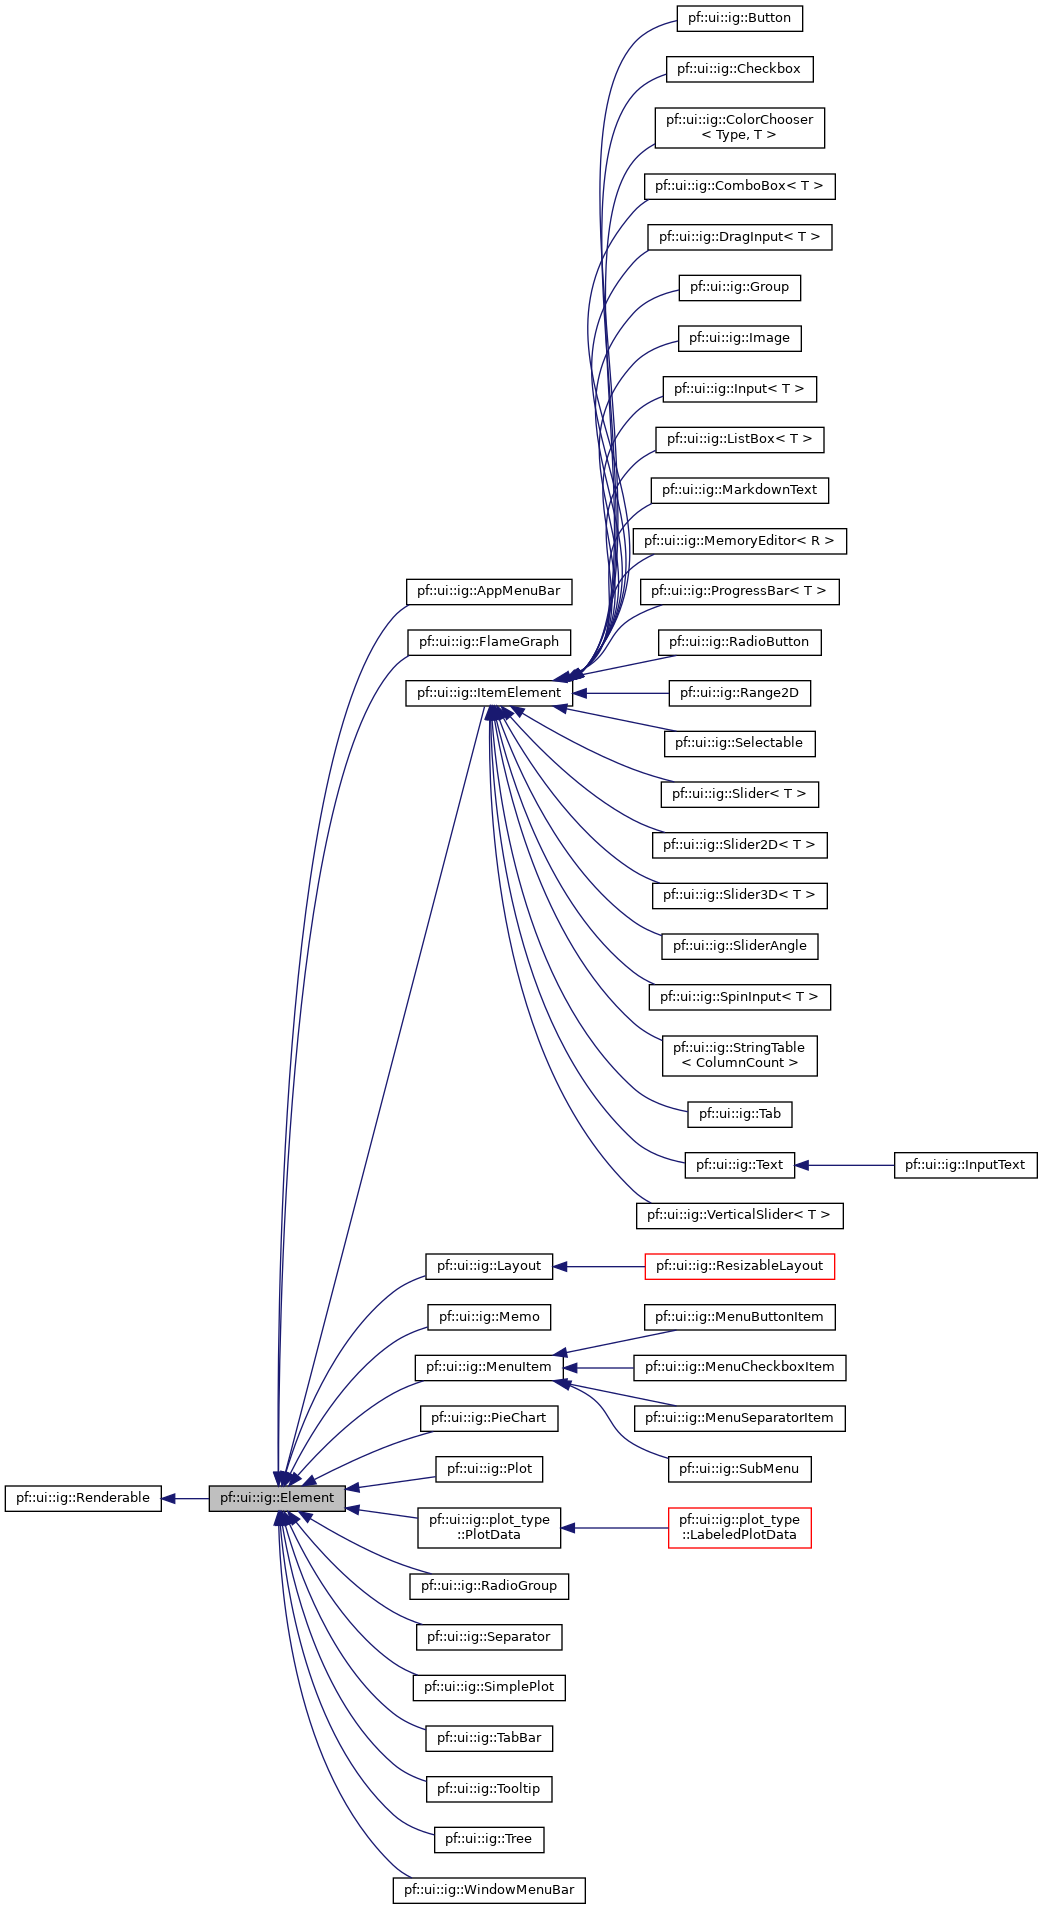 pf::ui::ig::Button
pf::ui::ig::Checkbox
pf::ui::ig::ColorChooser
< Type, T >
pf::ui::ig::ComboBox< T >
pf::ui::ig::DragInput< T >
pf::ui::ig::Group
pf::ui::ig::Image
pf::ui::ig::Input< T >
pf::ui::ig::ListBox< T >
pf::ui::ig::MarkdownText
pf::ui::ig::MemoryEditor< R >
pf::ui::ig::AppMenuBar
pf::ui::ig::ProgressBar< T >
pf::ui::ig::FlameGraph
pf::ui::ig::RadioButton
pf::ui::ig::ItemElement
pf::ui::ig::Range2D
pf::ui::ig::Selectable
pf::ui::ig::Slider< T >
pf::ui::ig::Slider2D< T >
pf::ui::ig::Slider3D< T >
pf::ui::ig::SliderAngle
pf::ui::ig::SpinInput< T >
pf::ui::ig::StringTable
< ColumnCount >
pf::ui::ig::Tab
pf::ui::ig::Text
pf::ui::ig::InputText
pf::ui::ig::VerticalSlider< T >
pf::ui::ig::Layout
pf::ui::ig::ResizableLayout
pf::ui::ig::Memo
pf::ui::ig::MenuButtonItem
pf::ui::ig::MenuItem
pf::ui::ig::MenuCheckboxItem
pf::ui::ig::PieChart
pf::ui::ig::MenuSeparatorItem
pf::ui::ig::Plot
pf::ui::ig::SubMenu
pf::ui::ig::Renderable
pf::ui::ig::Element
pf::ui::ig::plot_type
::PlotData
pf::ui::ig::plot_type
::LabeledPlotData
pf::ui::ig::RadioGroup
pf::ui::ig::Separator
pf::ui::ig::SimplePlot
pf::ui::ig::TabBar
pf::ui::ig::Tooltip
pf::ui::ig::Tree
pf::ui::ig::WindowMenuBar